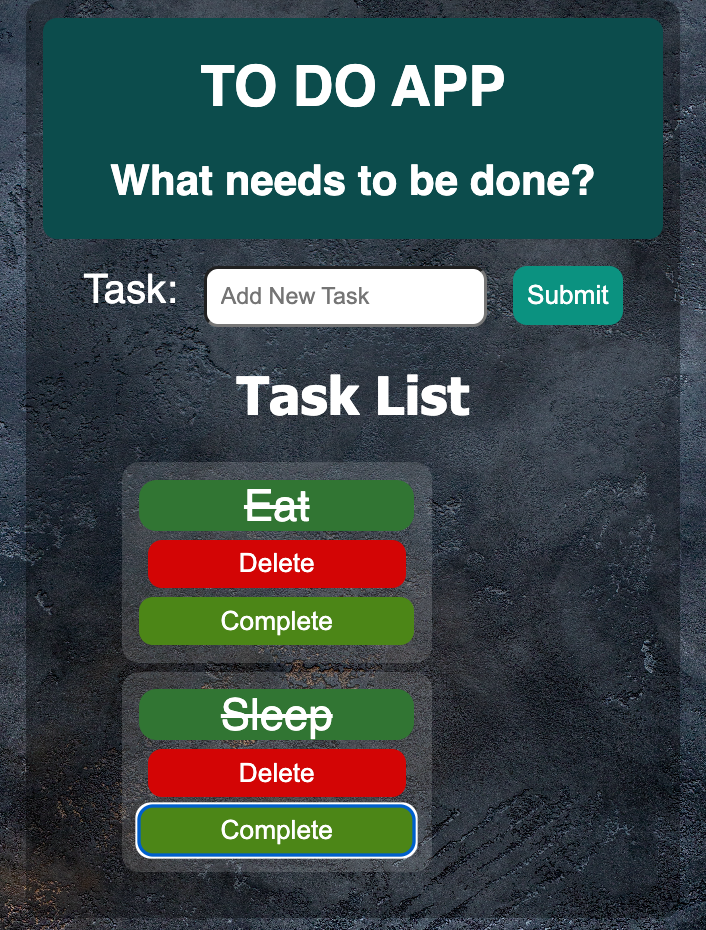 TO DO APP
What needs to be done?
Task: Add New Task Submit
Task List
Eat
Delete
Complete
Sleep
Delete
Complete